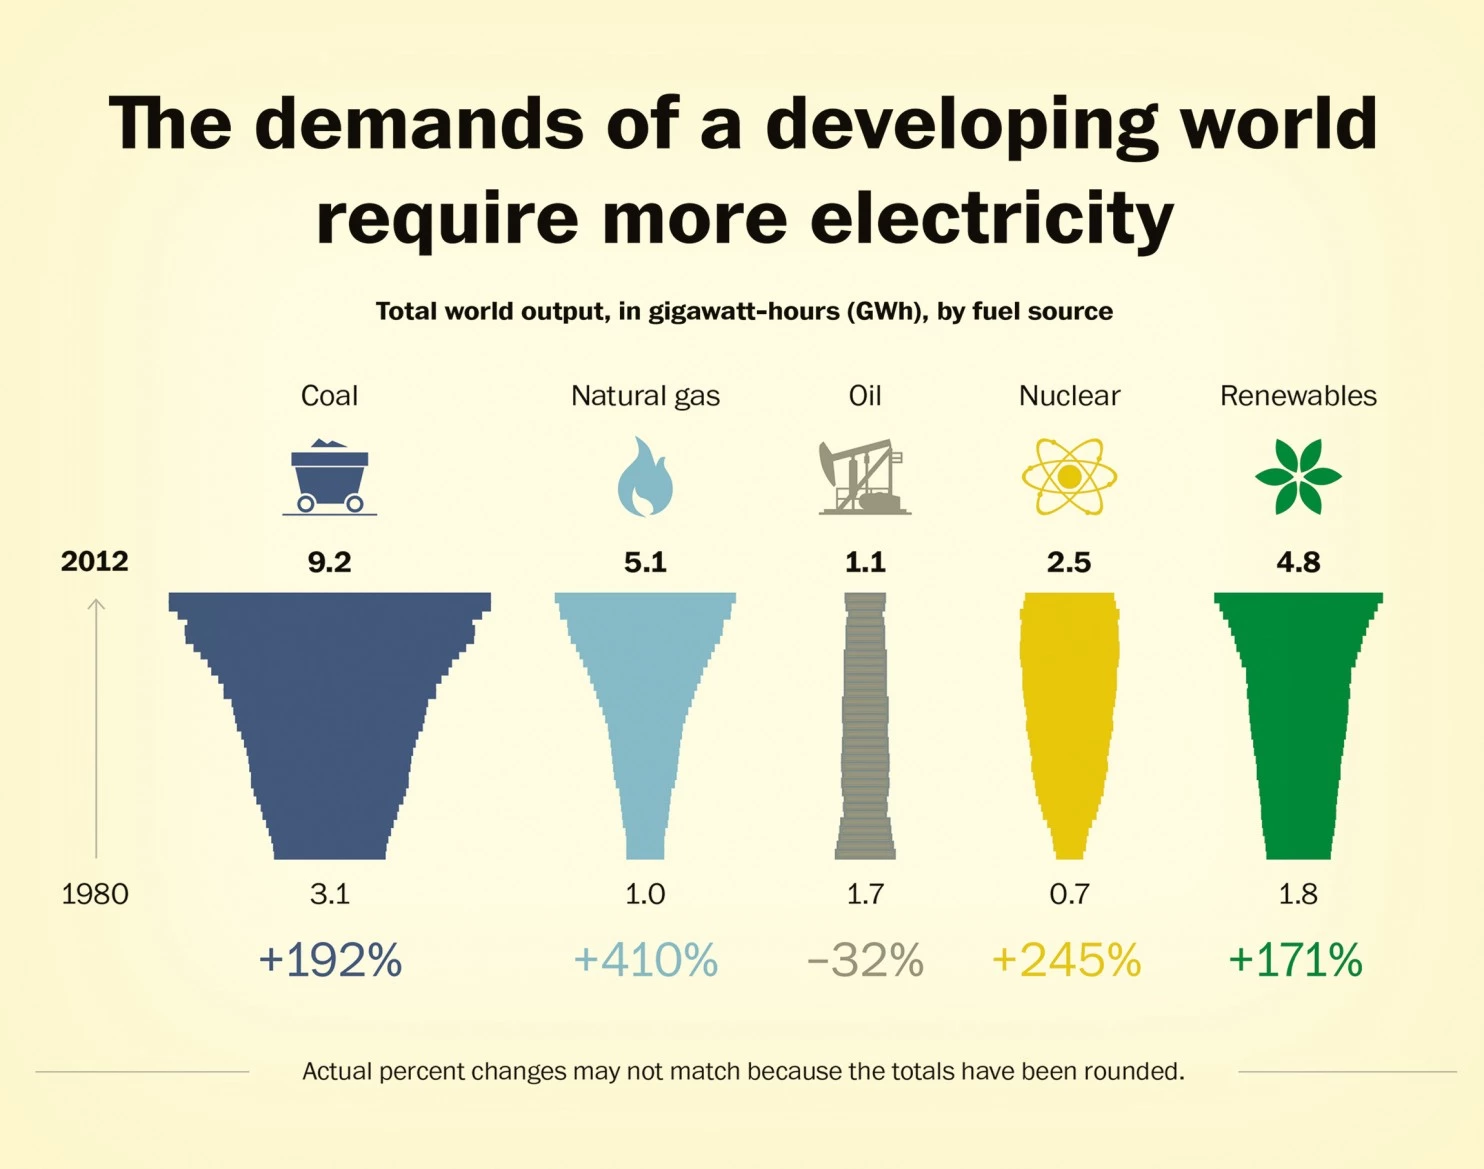 The demands of a developing world
require more electricity
Total world output, in gigawatt-hours (GWh), by fuel source
Coal Natural gas Oil Nuclear Renewables
2012 9.2 5.1 1.1 2.5 4.8
1980 3.1 1.0 1.7 0.7 1.8
+192% +410% −32% +245% +171%
Actual percent changes may not match because the totals have been rounded.